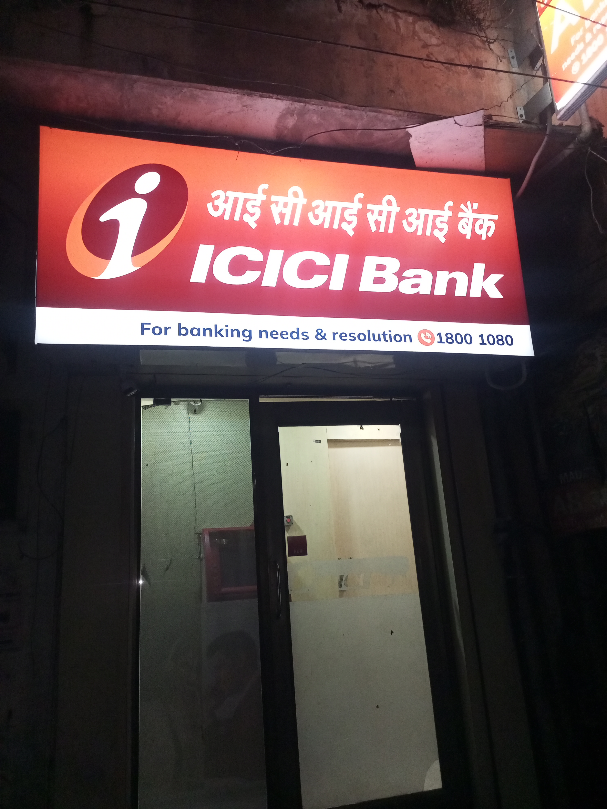 आई सी आई सी आई बैंक
ICICI Bank
For banking needs & resolution 1800 1080